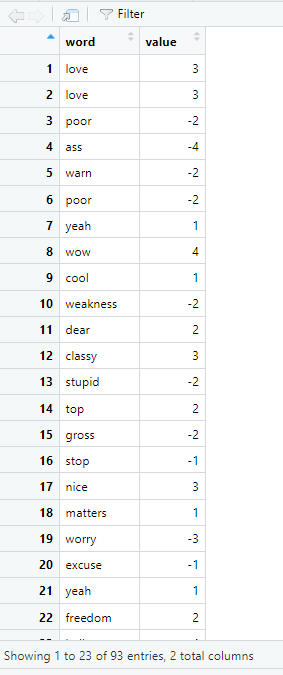 Filter
word value
1 love 3
2 love 3
3 poor -2
4 ass -4
5 warn -2
6 poor -2
7 yeah 1
8 wow 4
9 cool 1
10 weakness -2
11 dear 2
12 classy 3
13 stupid -2
14 top 2
15 gross -2
16 stop -1
17 nice 3
18 matters 1
19 worry -3
20 excuse -1
21 yeah 1
22 freedom 2
Showing 1 to 23 of 93 entries, 2 total columns